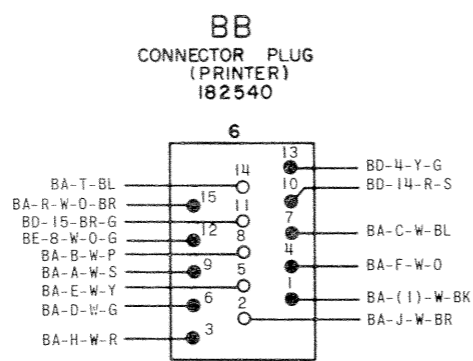 BB
CONNECTOR PLUG
(PRINTER)
182540
6
13
BD-4-Y-G
14
BA-T-BL
10
BD-14-R-S
15
BA-R-W-O-BR
11
BD-15-BR-G
7
BA-C-W-BL
12
BE-8-W-O-G
8
BA-B-W-P
4
BA-F-W-O
9
BA-A-W-S
5
BA-E-W-Y
1
BA-(1)-W-BK
6
BA-D-W-G
2
BA-J-W-BR
3
BA-H-W-R